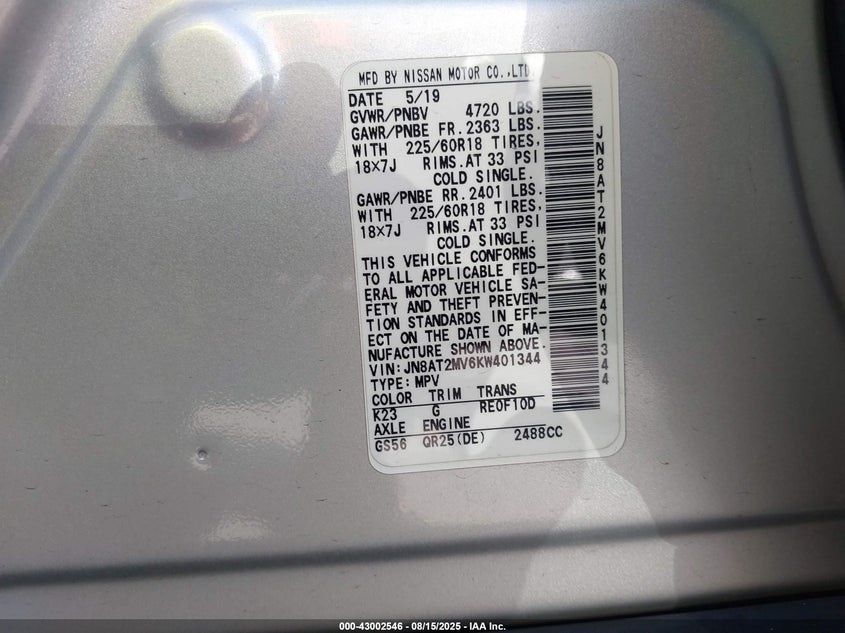 MFD BY NISSAN MOTOR CO.,LTD.
DATE 5/19
GVWR/PNBV 4720 LBS.
GAWR/PNBE FR.2363 LBS.
WITH 225/60R18 TIRES,
18×7J RIMS.AT 33 PSI
COLD SINGLE.
GAWR/PNBE RR.2401 LBS.
WITH 225/60R18 TIRES,
18×7J RIMS.AT 33 PSI
COLD SINGLE.
THIS VEHICLE CONFORMS
TO ALL APPLICABLE FED-
ERAL MOTOR VEHICLE SA-
FETY AND THEFT PREVEN-
TION STANDARDS IN EFF-
ECT ON THE DATE OF MA-
NUFACTURE SHOWN ABOVE.
VIN:JN8AT2MV6KW401344
TYPE:MPV
COLOR TRIM TRANS
K23 G RE0F10D
AXLE ENGINE
GS56 QR25(DE) 2488CC
JN8AT2MV6KW401344
000-43002546 - 08/15/2025 - IAA Inc.